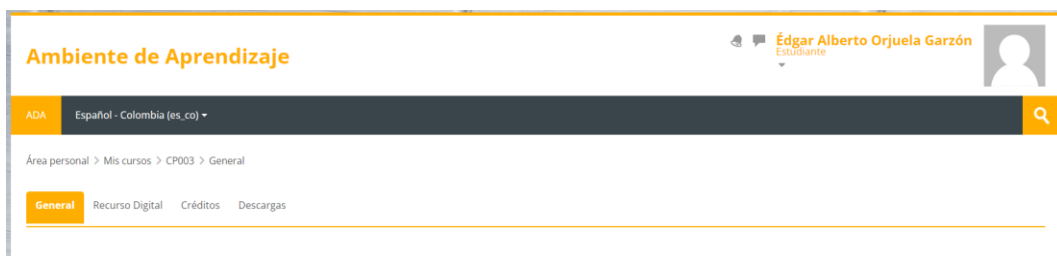 Ambiente de Aprendizaje
Édgar Alberto Orjuela Garzón
Estudiante
ADA Español - Colombia (es_co)
Área personal > Mis cursos > CP003 > General
General Recurso Digital Créditos Descargas